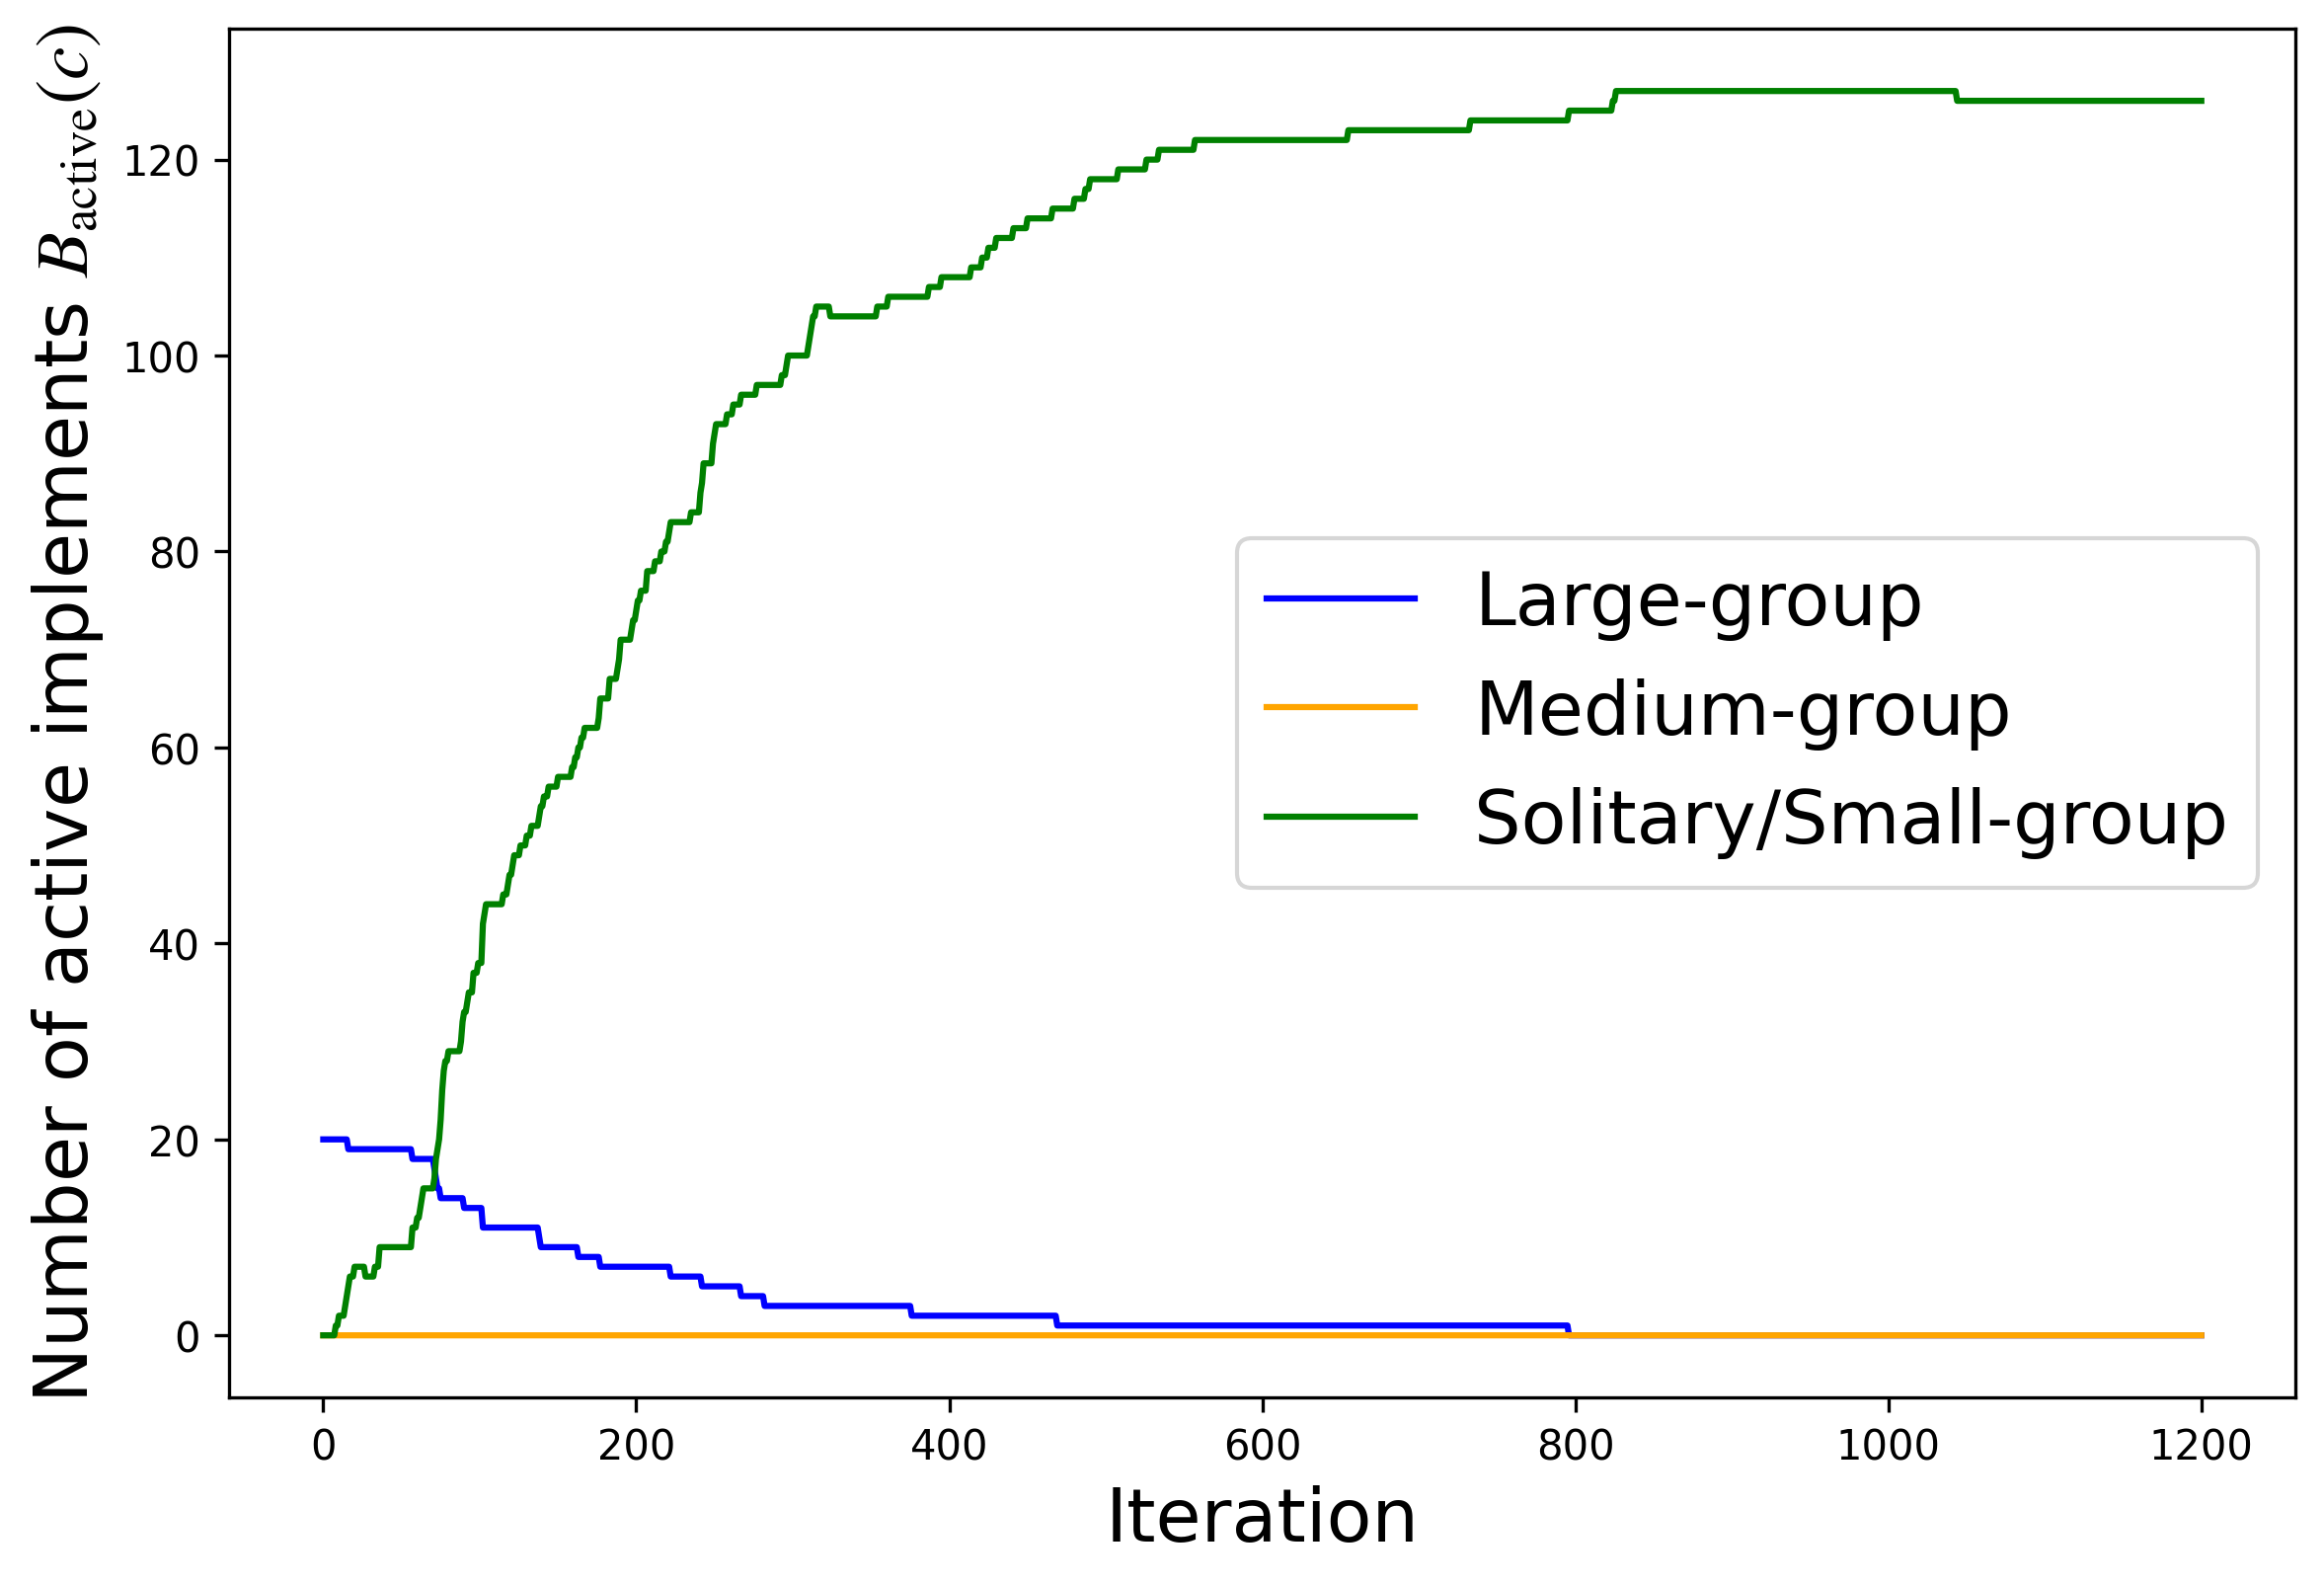 Number of active implements B_active(c)
120
100
80
60
40
20
0
Large-group
Medium-group
Solitary/Small-group
0 200 400 600 800 1000 1200
Iteration